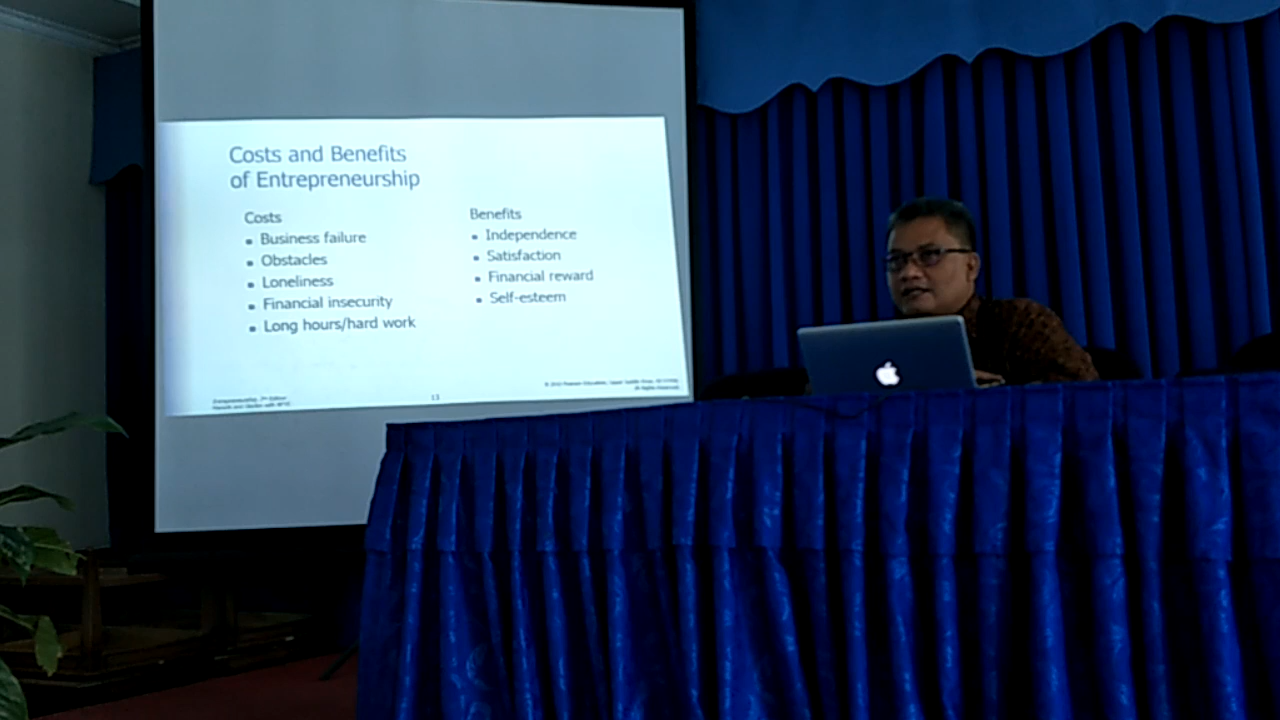 Costs and Benefits
of Entrepreneurship
Costs
▪ Business failure
▪ Obstacles
▪ Loneliness
▪ Financial insecurity
▪ Long hours/hard work
Benefits
▪ Independence
▪ Satisfaction
▪ Financial reward
▪ Self-esteem
13